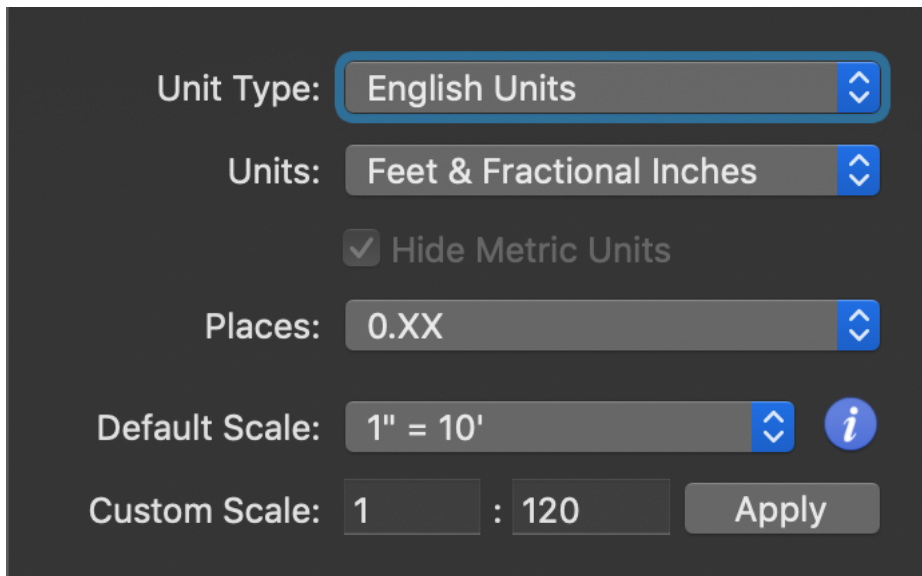 Unit Type: English Units
Units: Feet & Fractional Inches
Hide Metric Units
Places: 0.XX
Default Scale: 1" = 10' i
Custom Scale: 1 : 120 Apply